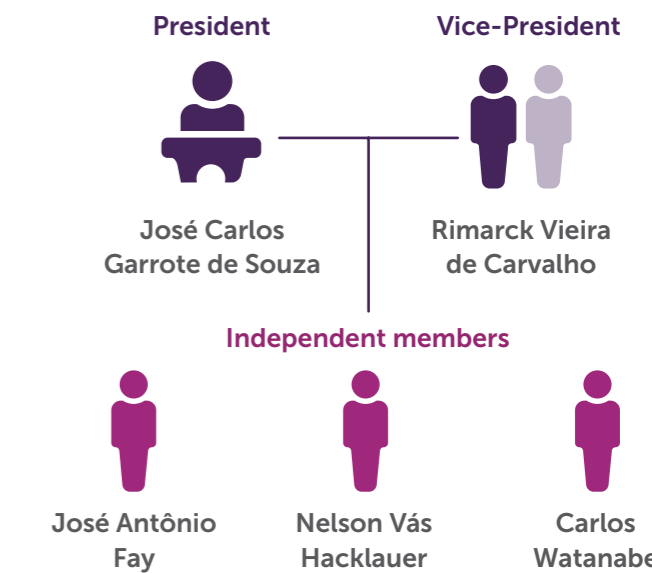 President
Vice-President
José Carlos
Garrote de Souza
Rimarck Vieira
de Carvalho
Independent members
José Antônio
Fay
Nelson Vás
Hacklauer
Carlos
Watanabe